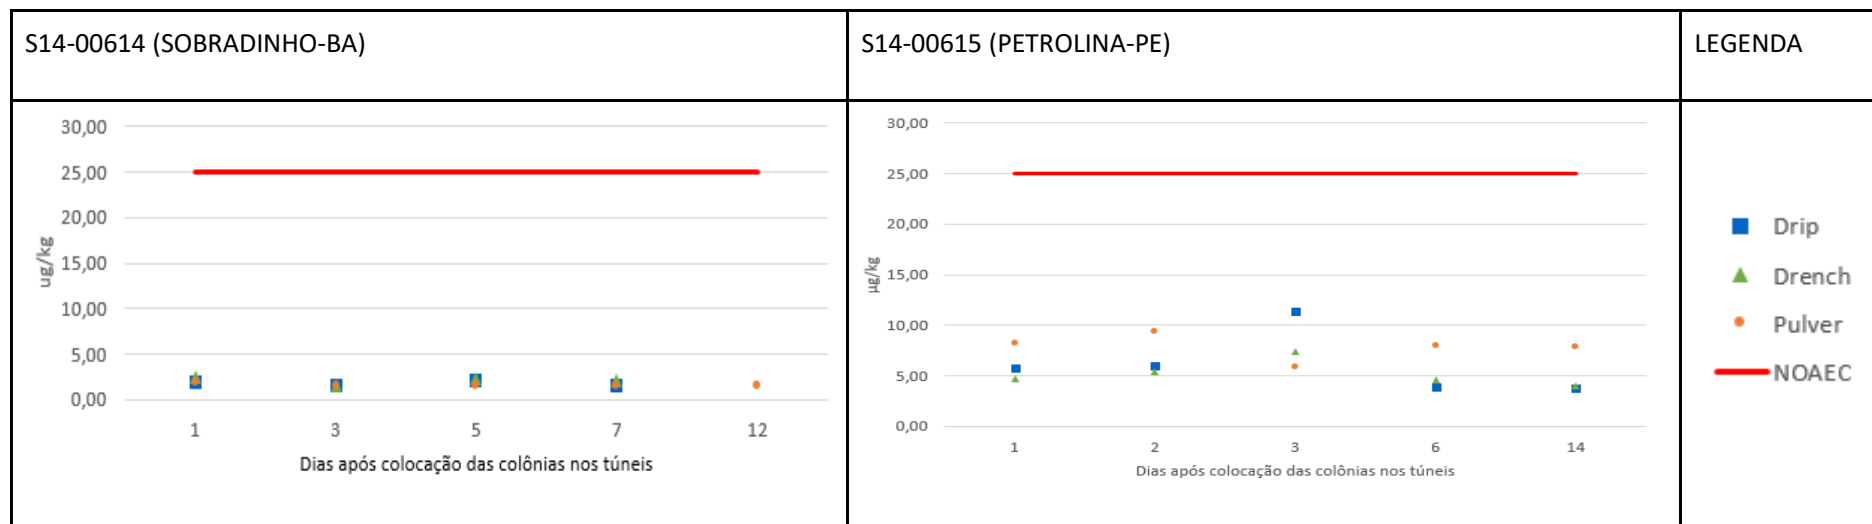 S14-00614 (SOBRADINHO-BA)
S14-00615 (PETROLINA-PE)
LEGENDA
30,00
25,00
20,00
15,00
10,00
5,00
0,00
ug/kg
1 3 5 7 12
Dias após colocação das colônias nos túneis
30,00
25,00
20,00
15,00
10,00
5,00
0,00
µg/kg
1 2 3 6 14
Dias após colocação das colônias nos túneis
Drip
Drench
Pulver
NOAEC